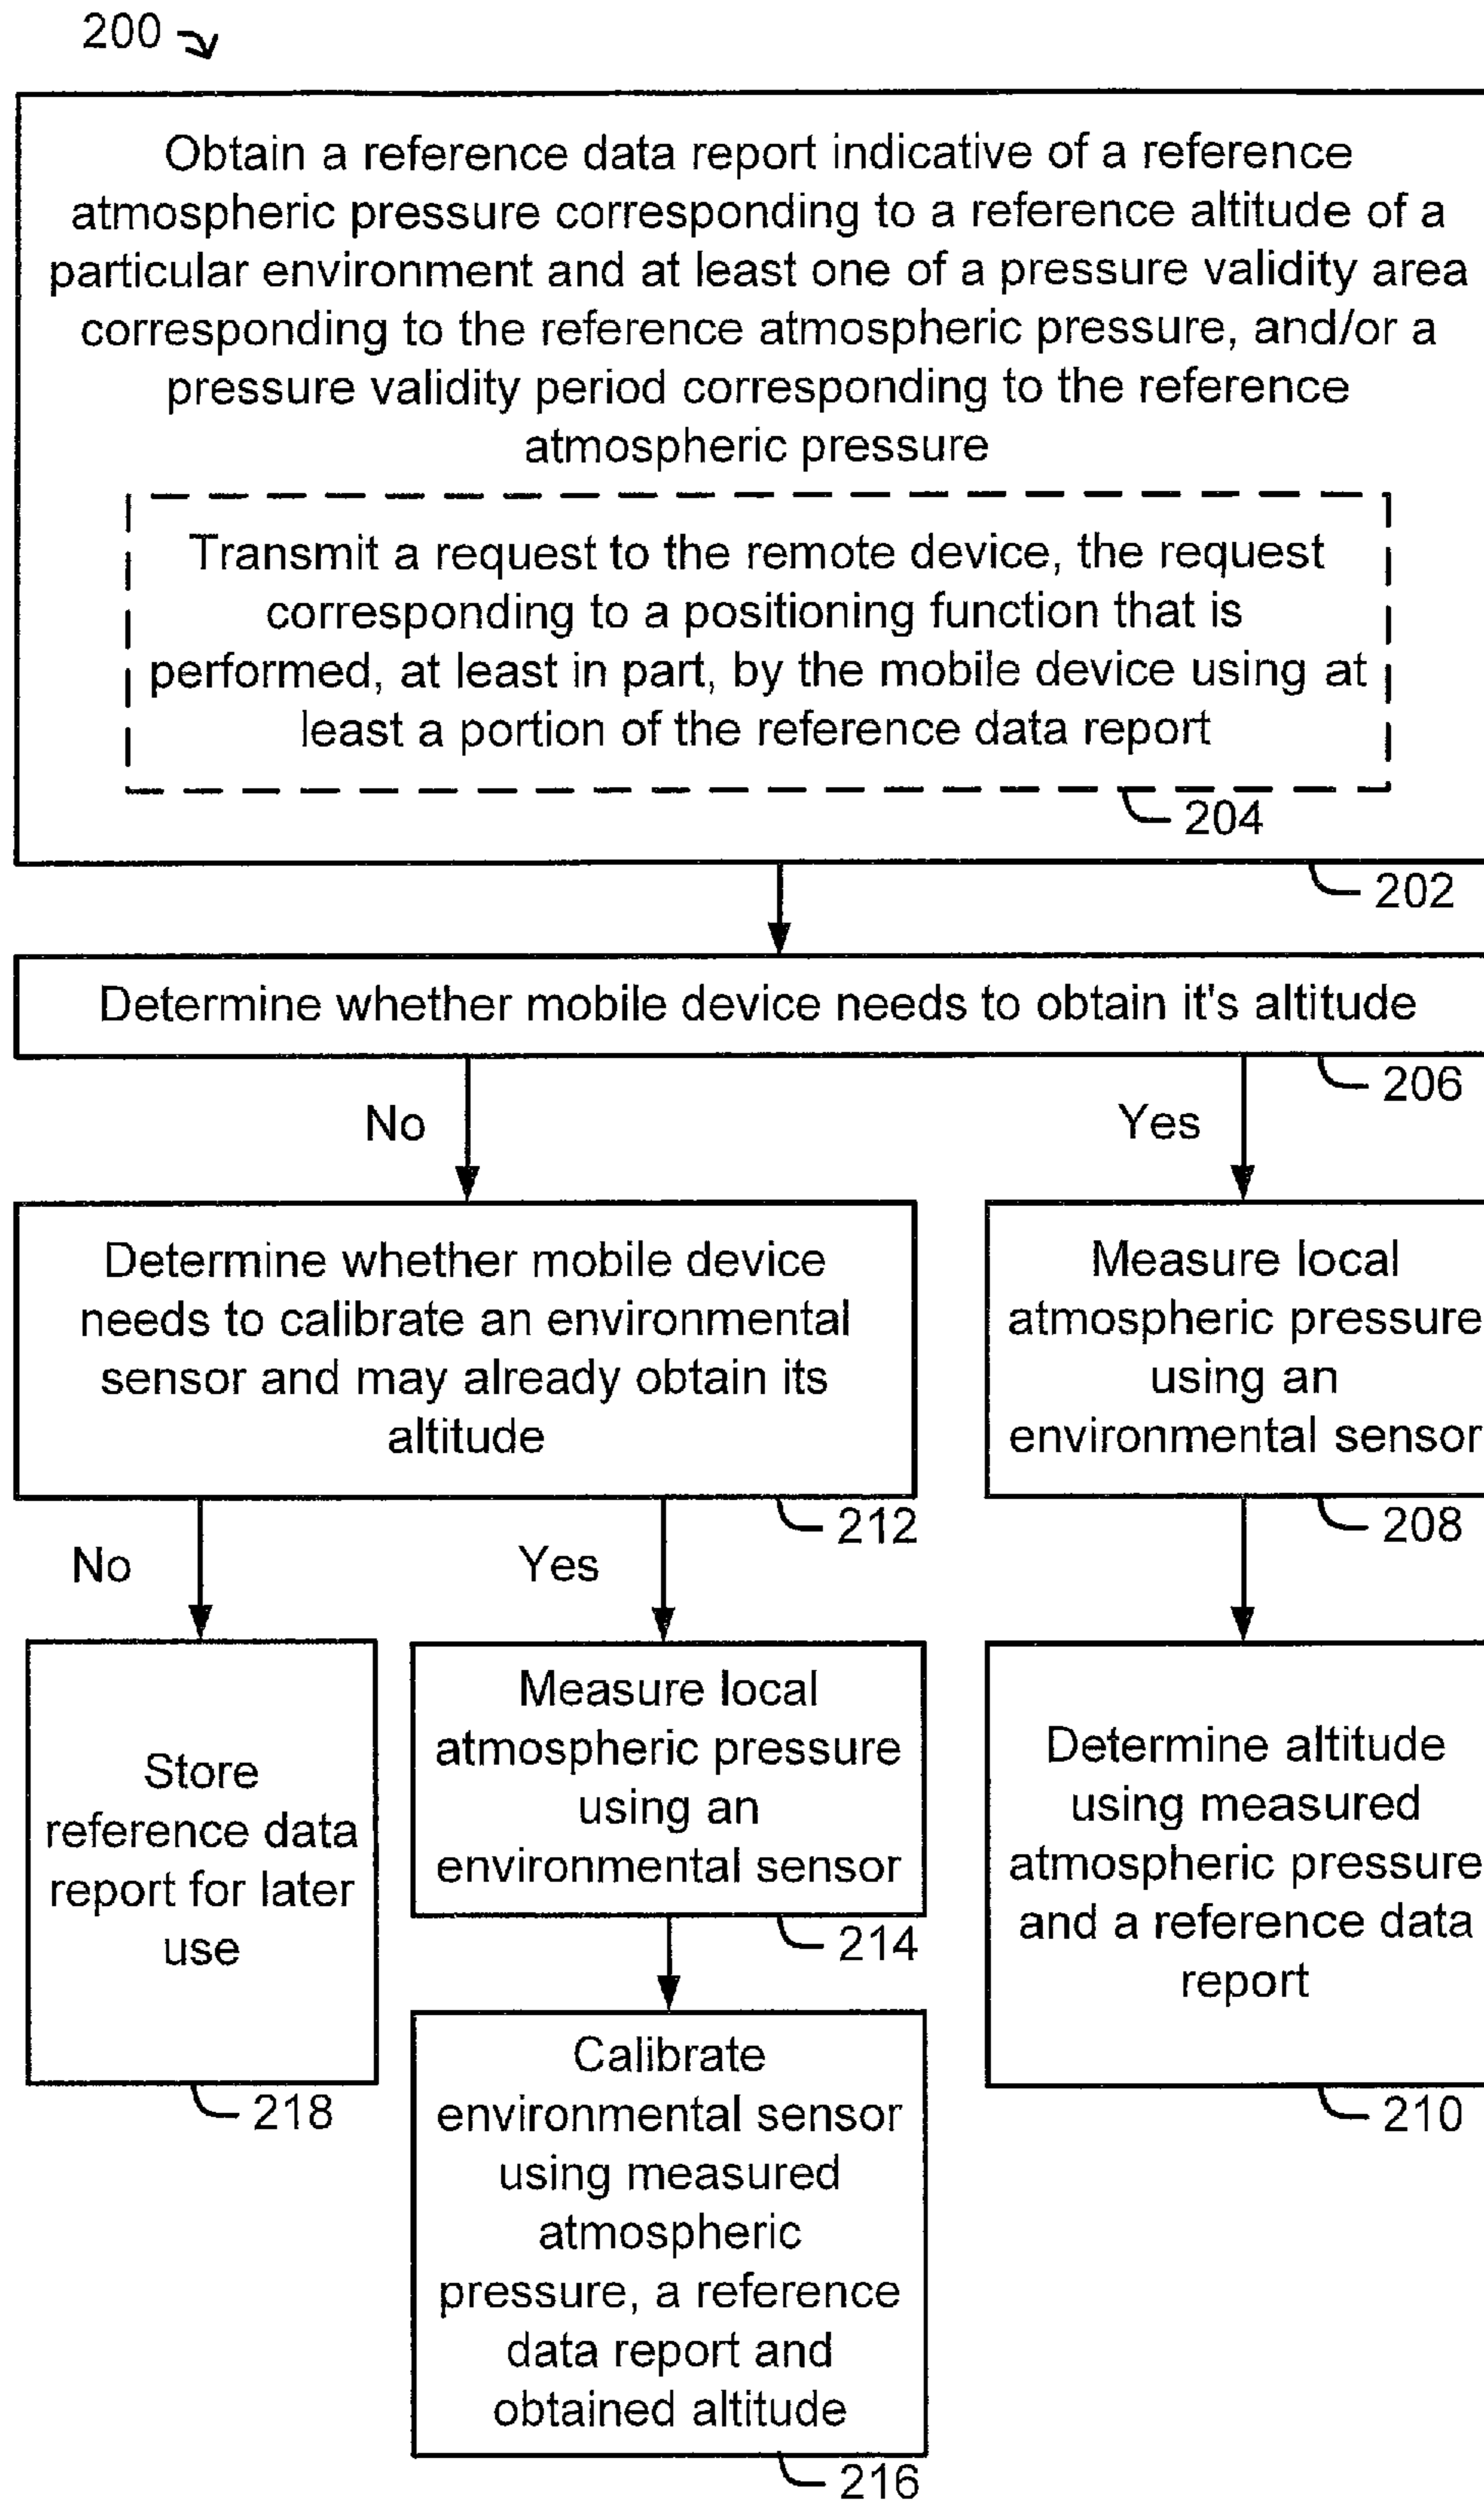 200
Obtain a reference data report indicative of a reference
atmospheric pressure corresponding to a reference altitude of a
particular environment and at least one of a pressure validity area
corresponding to the reference atmospheric pressure, and/or a
pressure validity period corresponding to the reference
atmospheric pressure
Transmit a request to the remote device, the request
corresponding to a positioning function that is
performed, at least in part, by the mobile device using at
least a portion of the reference data report
204
202
Determine whether mobile device needs to obtain it's altitude
206
No
Yes
Determine whether mobile device
needs to calibrate an environmental
sensor and may already obtain its
altitude
212
Measure local
atmospheric pressure
using an
environmental sensor
208
No
Yes
Store
reference data
report for later
use
218
Measure local
atmospheric pressure
using an
environmental sensor
214
Determine altitude
using measured
atmospheric pressure
and a reference data
report
210
Calibrate
environmental sensor
using measured
atmospheric
pressure, a reference
data report and
obtained altitude
216